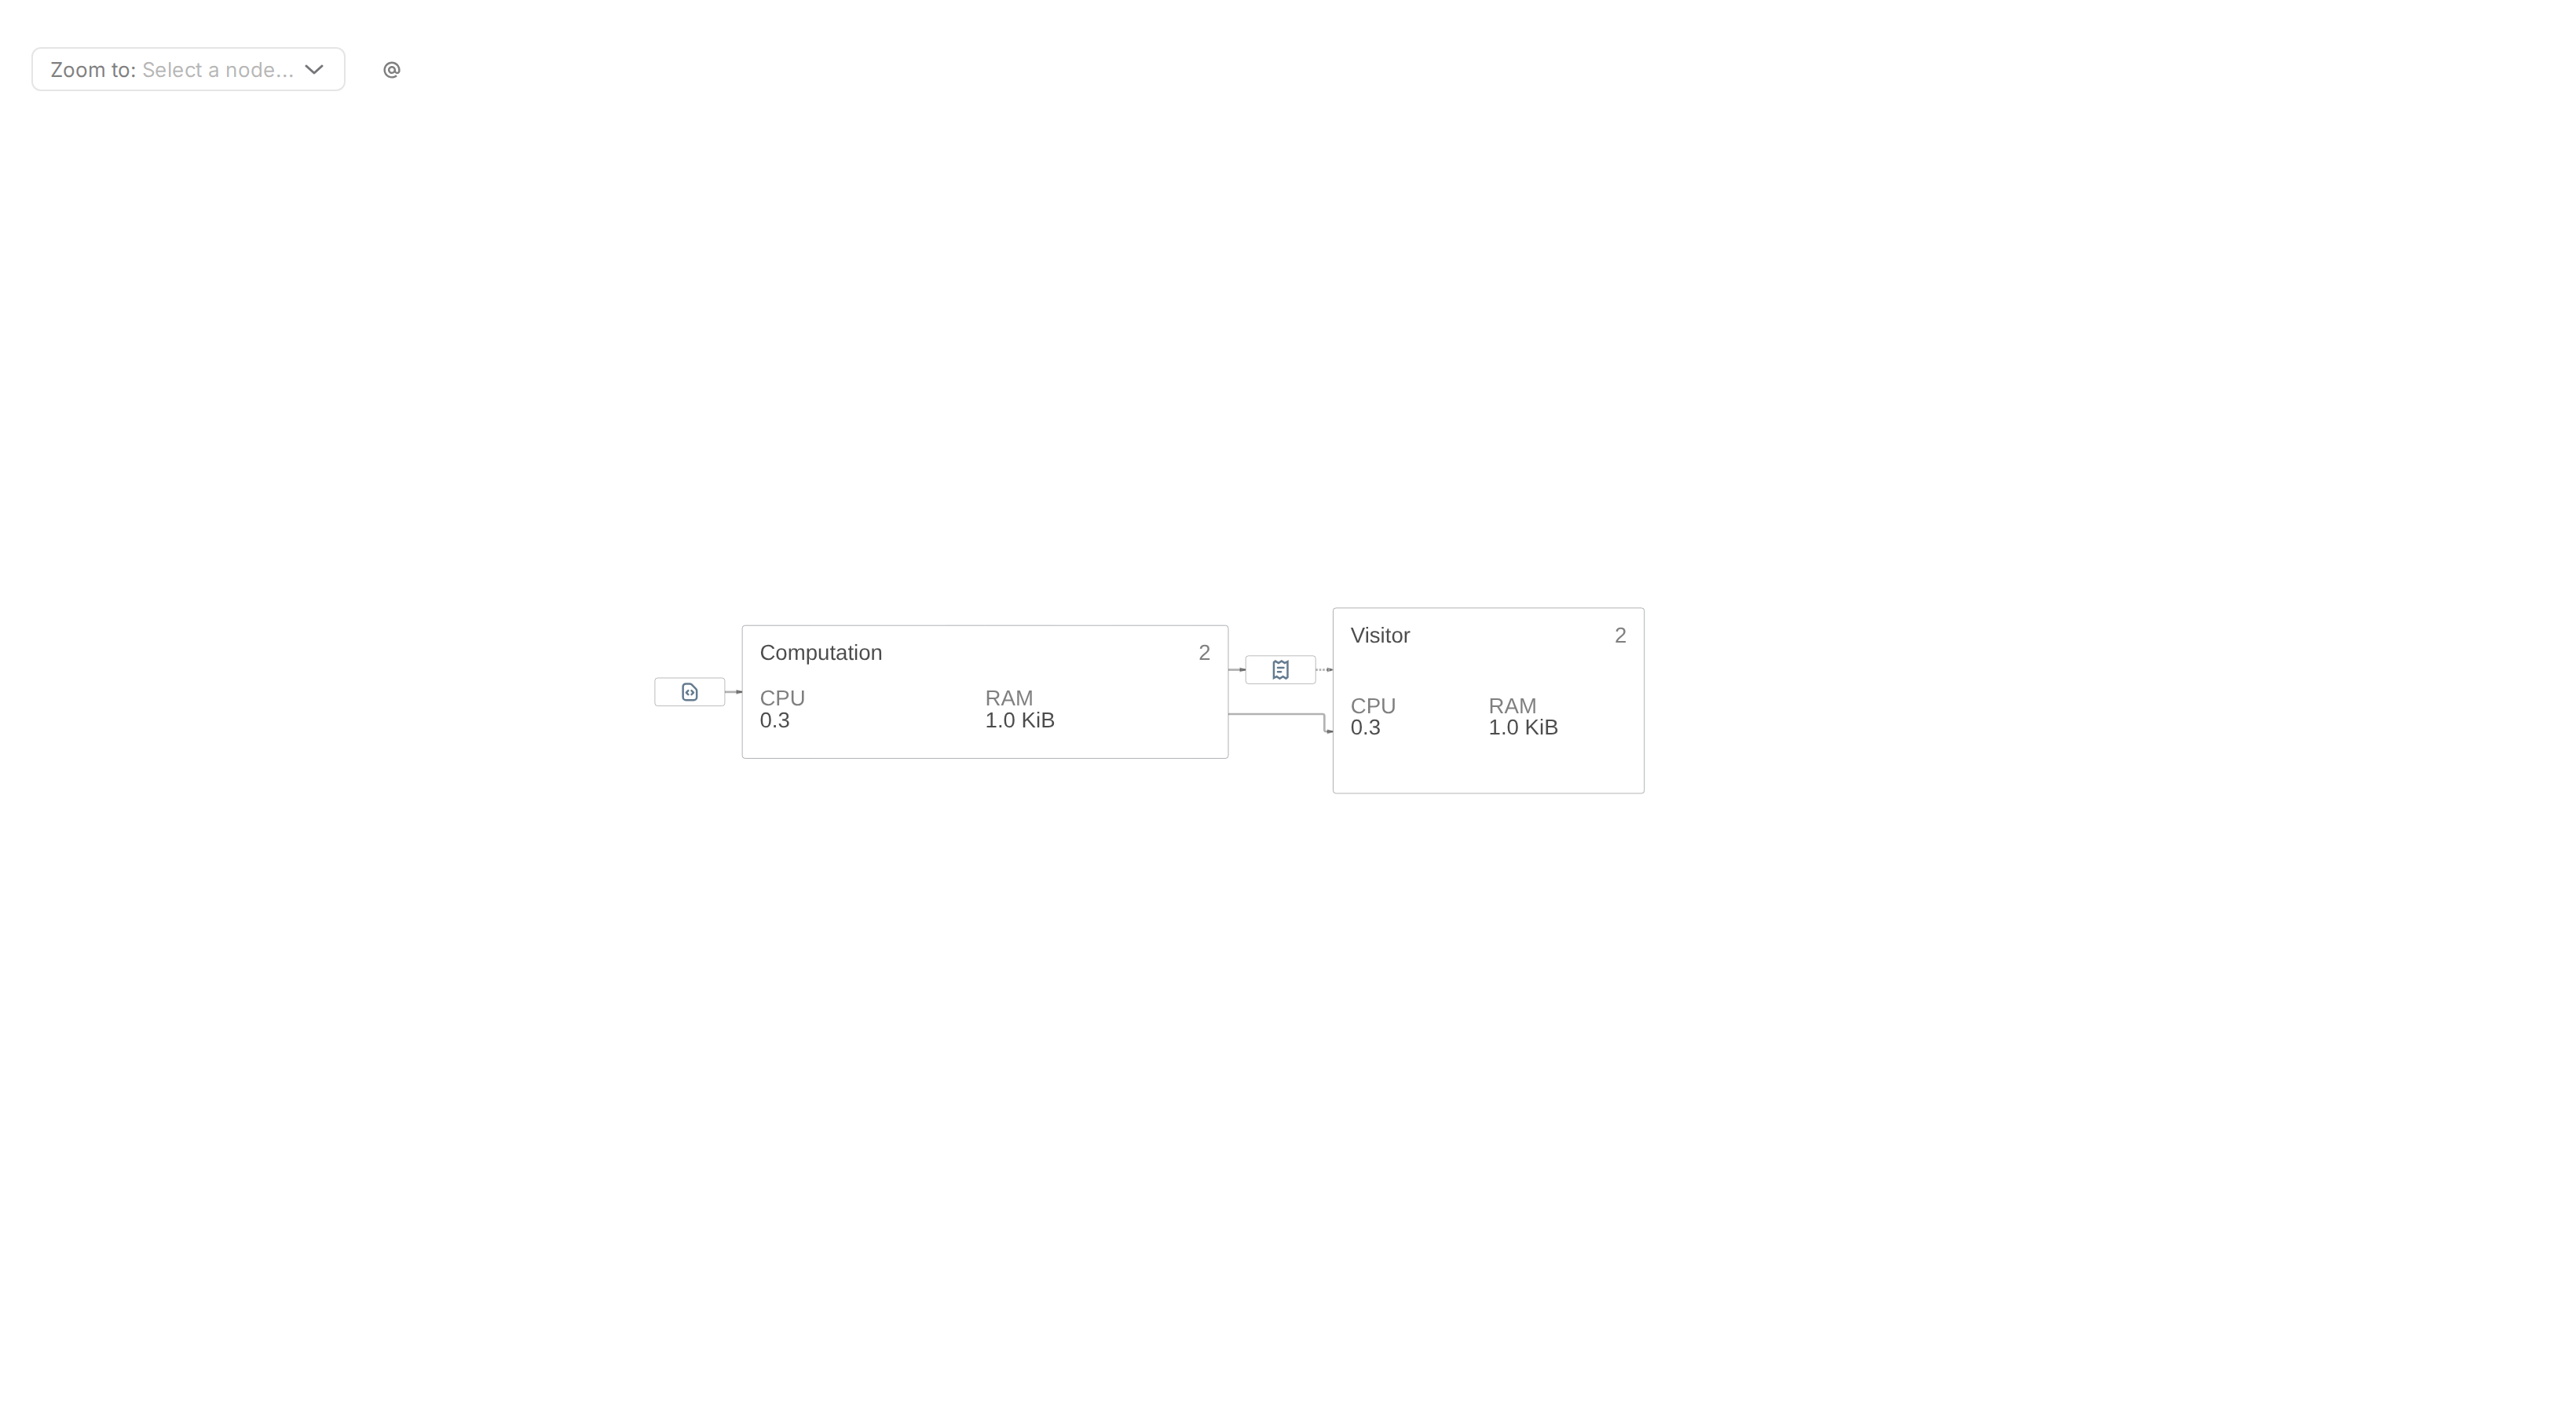 Zoom to: Select a node...
@
Computation 2
CPU RAM
0.3 1.0 KiB
Visitor 2
CPU RAM
0.3 1.0 KiB